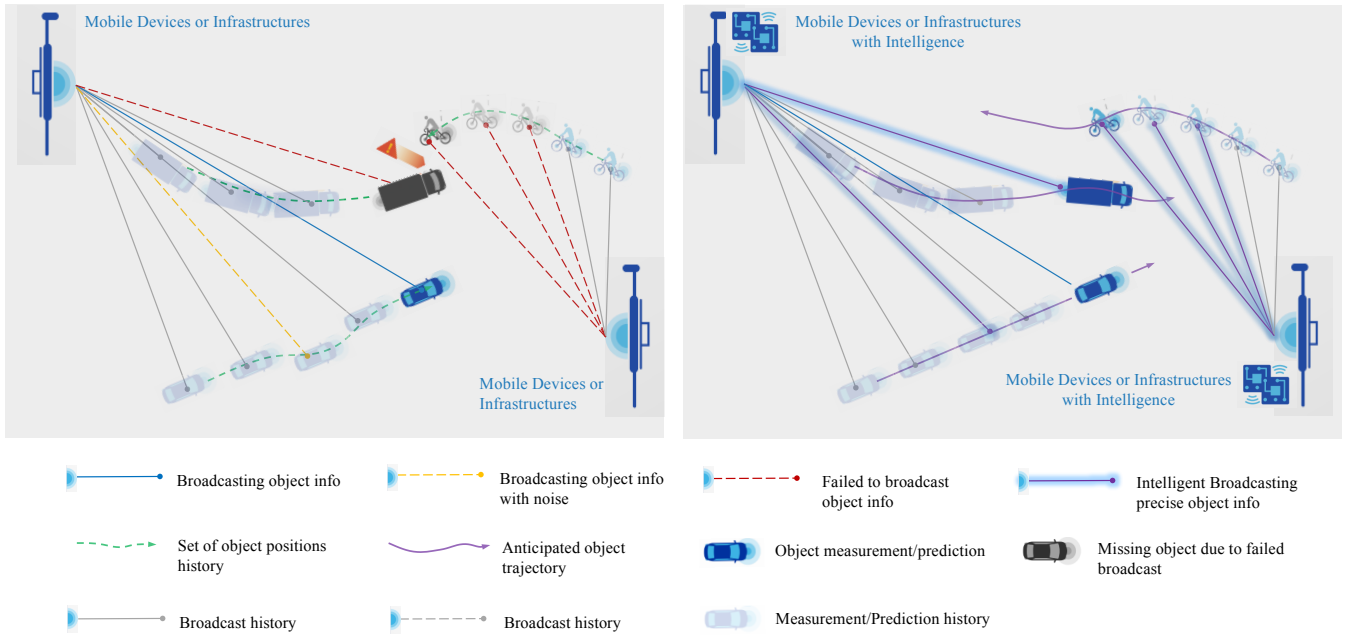 Mobile Devices or Infrastructures
Mobile Devices or Infrastructures
with Intelligence
Mobile Devices or
Infrastructures
Mobile Devices or Infrastructures
with Intelligence
Broadcasting object info
Broadcasting object info
with noise
Failed to broadcast
object info
Intelligent Broadcasting
precise object info
Set of object positions
history
Anticipated object
trajectory
Object measurement/prediction
Missing object due to failed
broadcast
Broadcast history
Broadcast history
Measurement/Prediction history